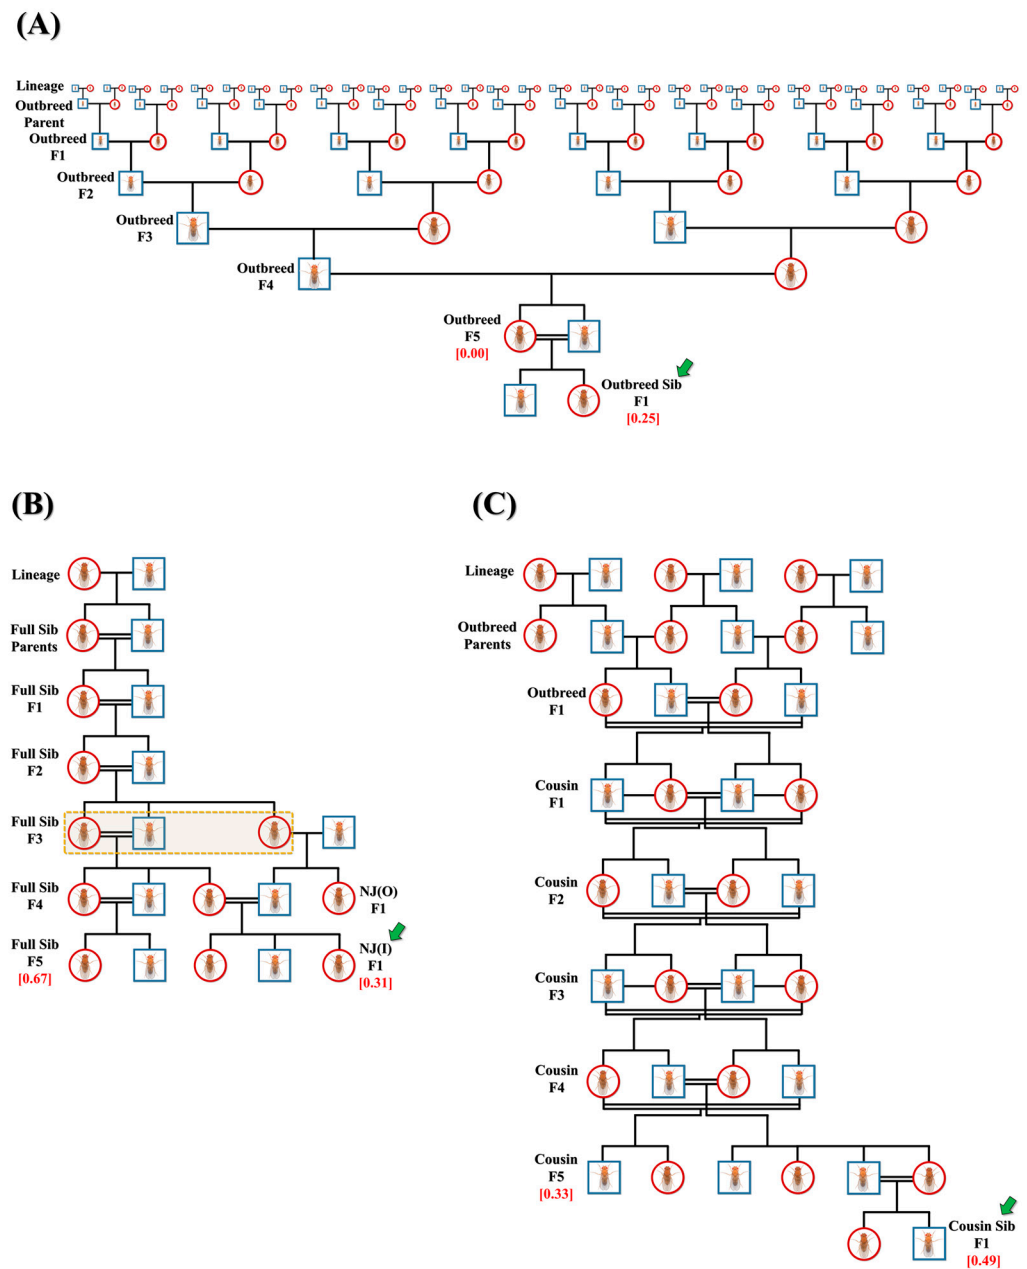 (A)
Lineage
Outbreed
Parent
Outbreed
F1
Outbreed
F2
Outbreed
F3
Outbreed
F4
Outbreed
F5
[0.00]
Outbreed Sib
F1
[0.25]
(B)
Lineage
Full Sib
Parents
Full Sib
F1
Full Sib
F2
Full Sib
F3
Full Sib
F4
NJ(O)
F1
Full Sib
F5
[0.67]
NJ(I)
F1
[0.31]
(C)
Lineage
Outbreed
Parents
Outbreed
F1
Cousin
F1
Cousin
F2
Cousin
F3
Cousin
F4
Cousin
F5
[0.33]
Cousin Sib
F1
[0.49]